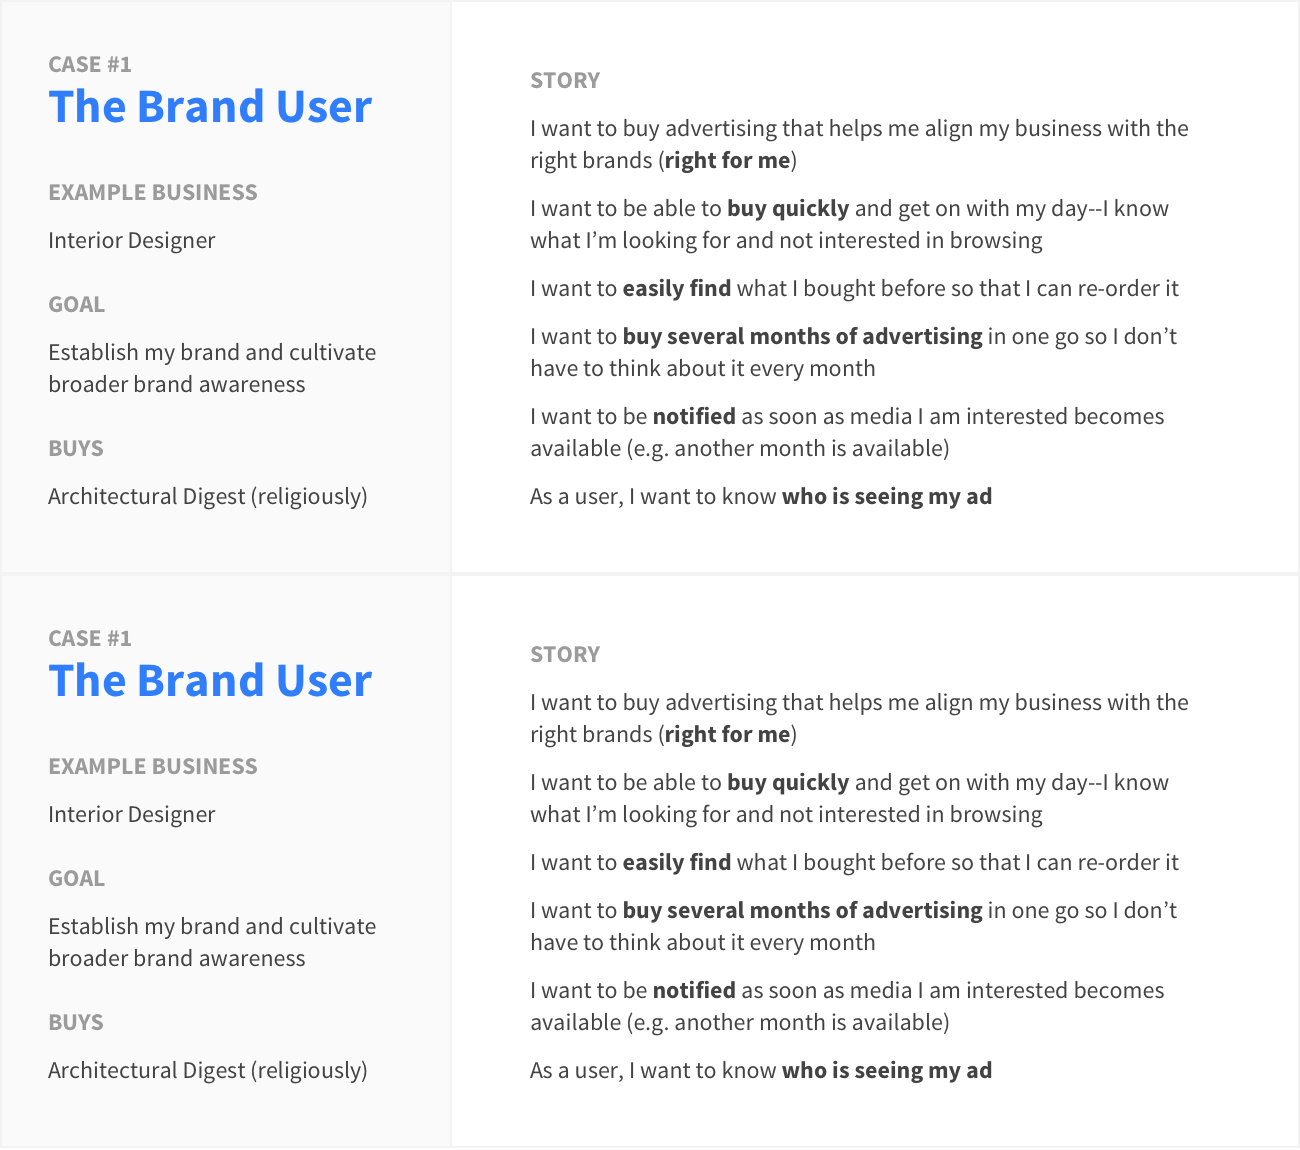 CASE #1
The Brand User
EXAMPLE BUSINESS
Interior Designer
GOAL
Establish my brand and cultivate
broader brand awareness
BUYS
Architectural Digest (religiously)
STORY
I want to buy advertising that helps me align my business with the
right brands (right for me)
I want to be able to buy quickly and get on with my day--I know
what I’m looking for and not interested in browsing
I want to easily find what I bought before so that I can re-order it
I want to buy several months of advertising in one go so I don’t
have to think about it every month
I want to be notified as soon as media I am interested becomes
available (e.g. another month is available)
As a user, I want to know who is seeing my ad
CASE #1
The Brand User
EXAMPLE BUSINESS
Interior Designer
GOAL
Establish my brand and cultivate
broader brand awareness
BUYS
Architectural Digest (religiously)
STORY
I want to buy advertising that helps me align my business with the
right brands (right for me)
I want to be able to buy quickly and get on with my day--I know
what I’m looking for and not interested in browsing
I want to easily find what I bought before so that I can re-order it
I want to buy several months of advertising in one go so I don’t
have to think about it every month
I want to be notified as soon as media I am interested becomes
available (e.g. another month is available)
As a user, I want to know who is seeing my ad